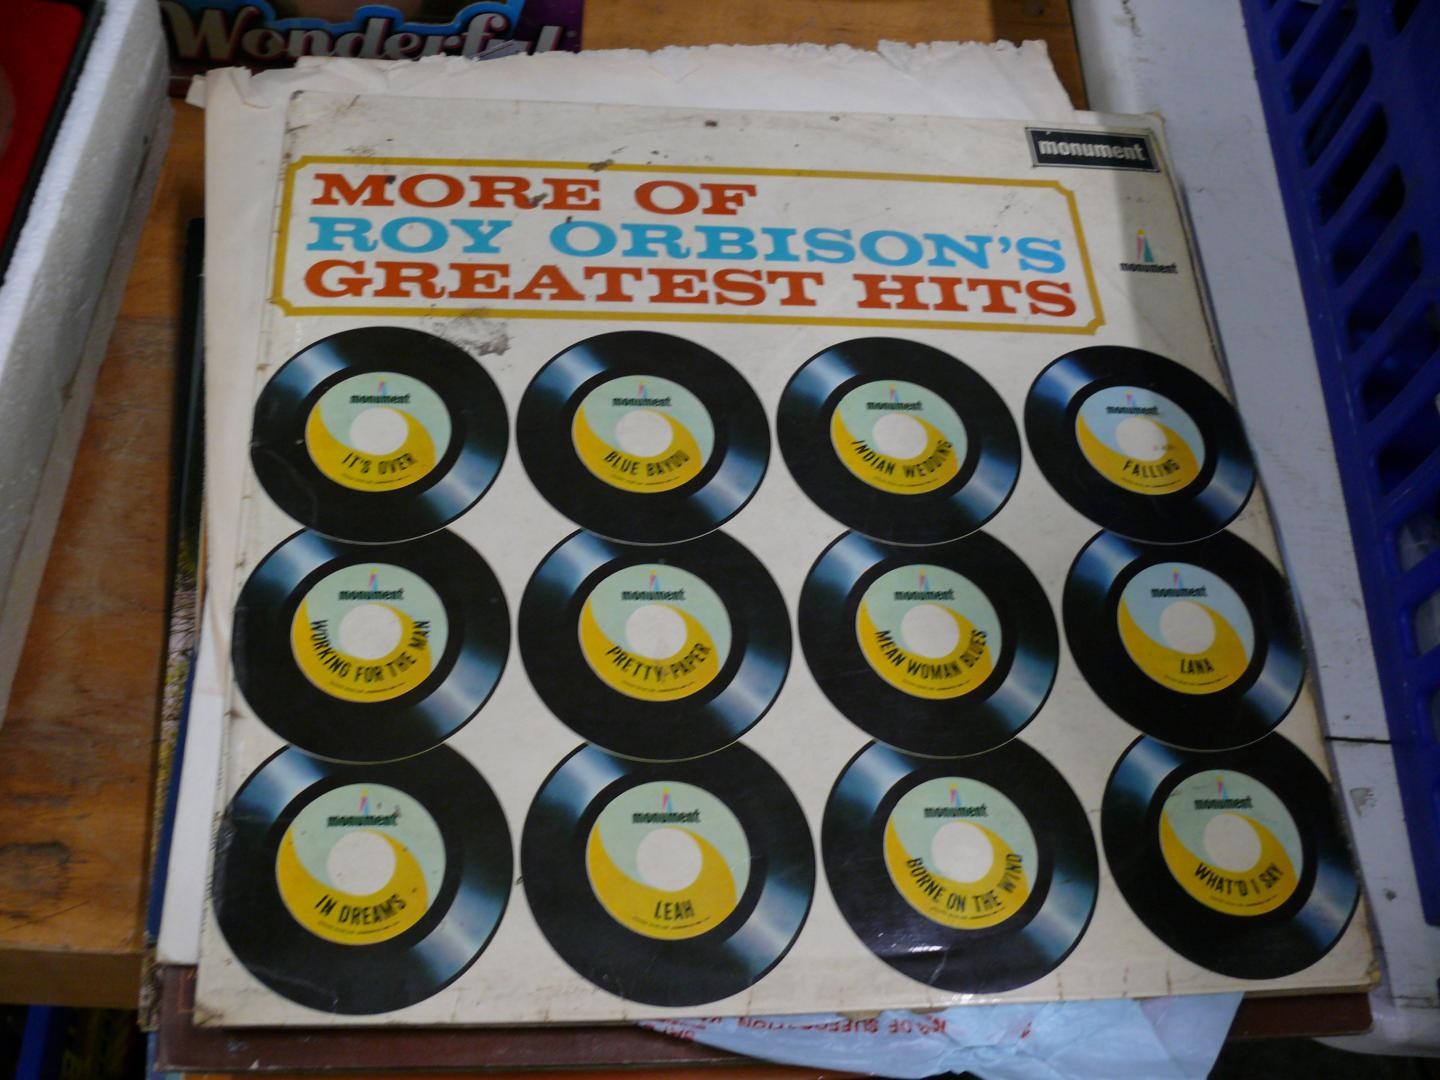 Wonderful
monument
MORE OF
ROY ORBISON'S
GREATEST HITS
monument
monument
IT'S OVER
monument
BLUE BAYOU
monument
INDIAN WEDDING
monument
FALLING
monument
WORKING FOR THE MAN
monument
PRETTY PAPER
monument
MEAN WOMAN BLUES
monument
LANA
monument
IN DREAMS
monument
LEAH
monument
BORNE ON THE WIND
monument
WHAT'D I SAY
OF SUFFOCATION